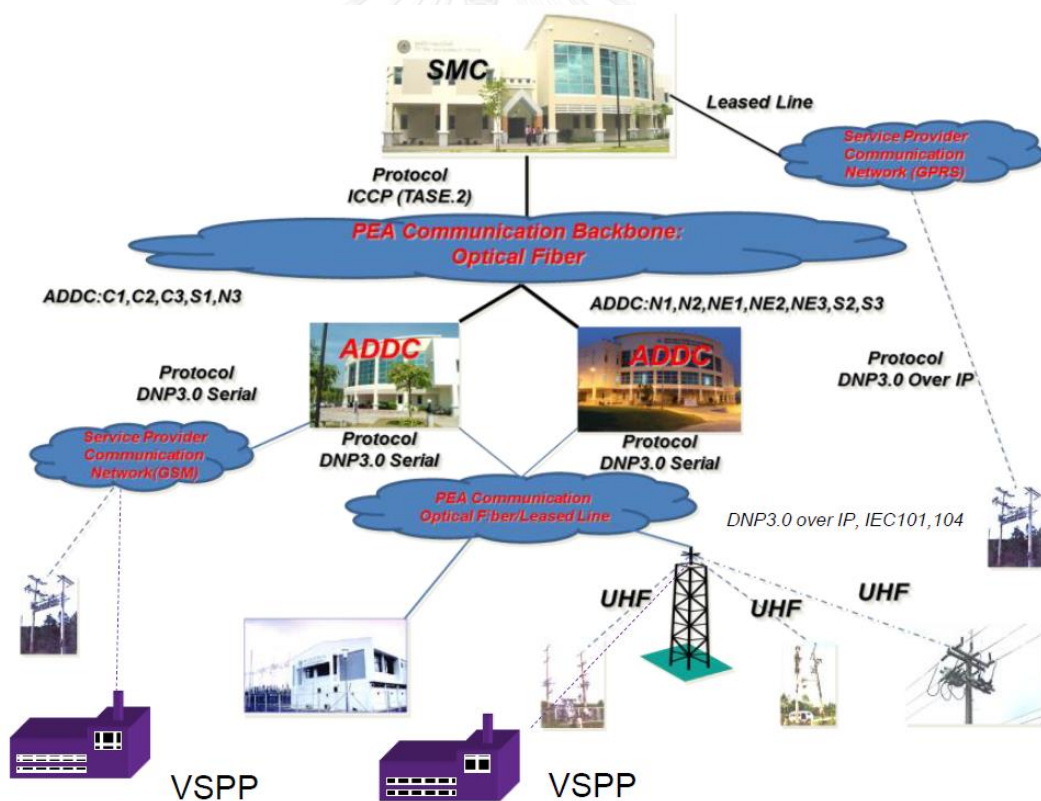 SMC
Leased Line
Service Provider
Communication
Network (GPRS)
Protocol
ICCP (TASE.2)
PEA Communication Backbone:
Optical Fiber
ADDC:C1,C2,C3,S1,N3
ADDC:N1,N2,NE1,NE2,NE3,S2,S3
ADDC
ADDC
Protocol
DNP3.0 Over IP
Protocol
DNP3.0 Serial
Service Provider
Communication
Network(GSM)
Protocol
DNP3.0 Serial
Protocol
DNP3.0 Serial
PEA Communication
Optical Fiber/Leased Line
DNP3.0 over IP, IEC101,104
UHF
UHF
UHF
VSPP
VSPP